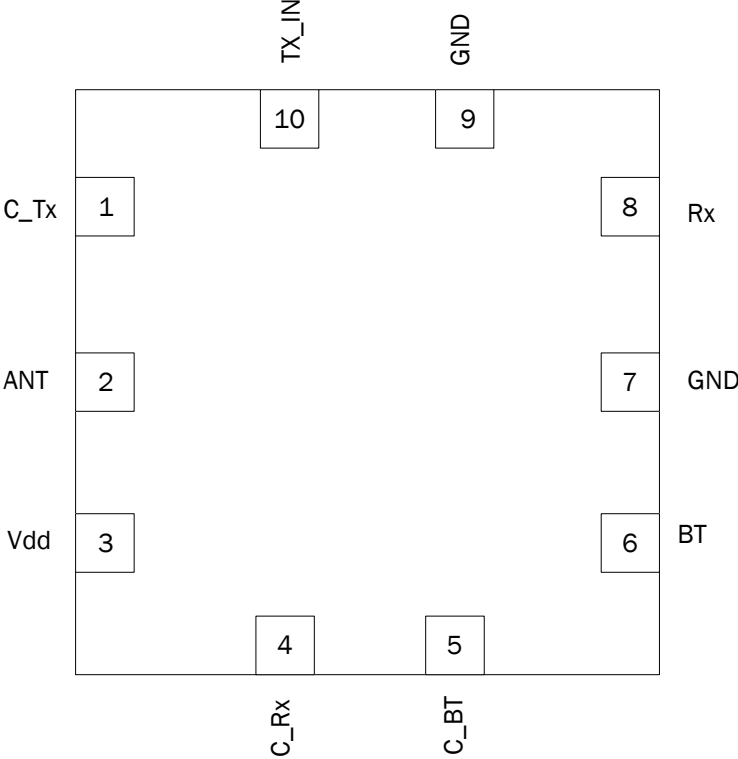 TX_IN
GND
10
9
C_Tx
1
8
Rx
ANT
2
7
GND
Vdd
3
6
BT
4
5
C_Rx
C_BT